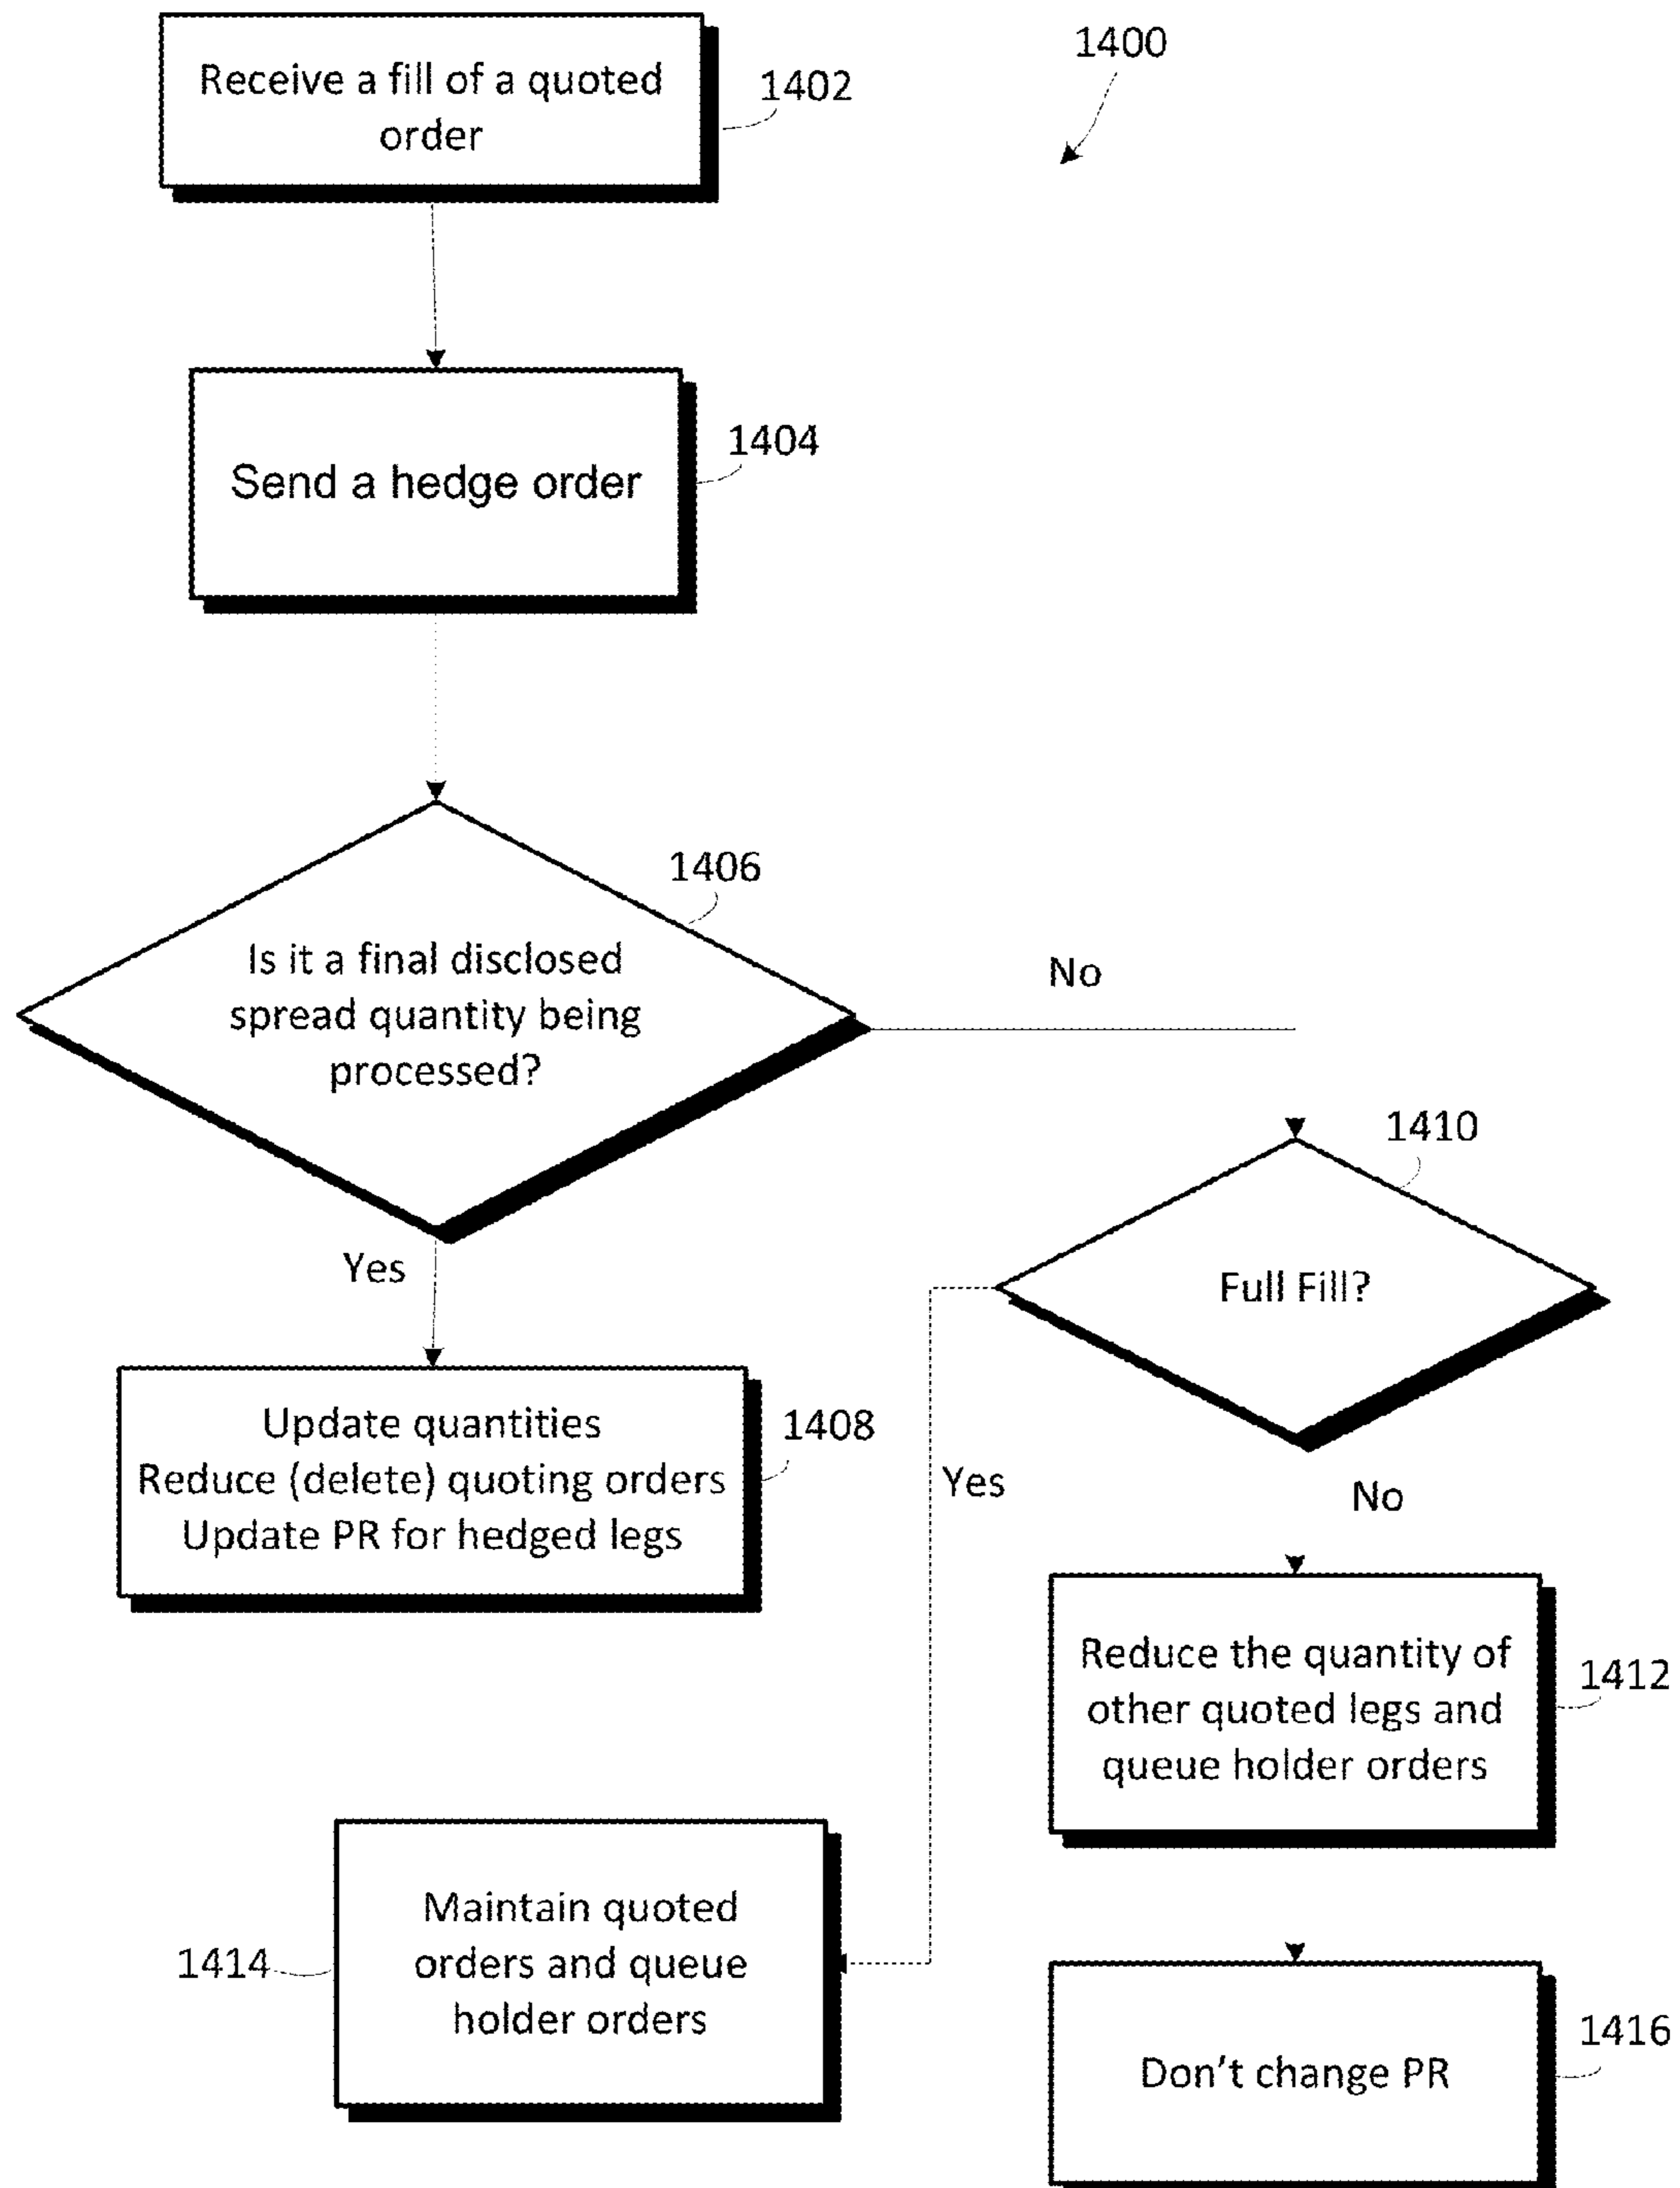 1400
Receive a fill of a quoted
order
1402
Send a hedge order
1404
1406
Is it a final disclosed
spread quantity being
processed?
No
Yes
1410
Full Fill?
Yes
No
Update quantities
Reduce (delete) quoting orders
Update PR for hedged legs
1408
Reduce the quantity of
other quoted legs and
queue holder orders
1412
Maintain quoted
orders and queue
holder orders
1414
Don't change PR
1416